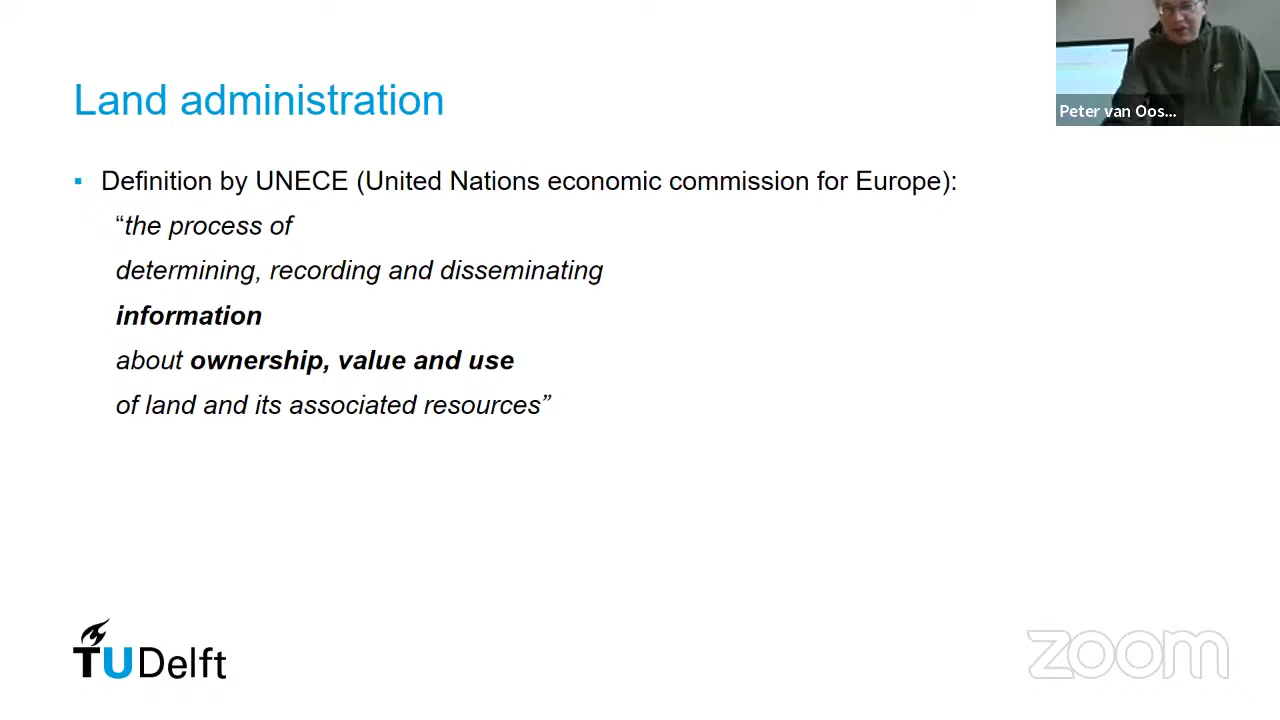 Land administration
Peter van Oos...
▪ Definition by UNECE (United Nations economic commission for Europe):
“the process of
determining, recording and disseminating
information
about ownership, value and use
of land and its associated resources”
TUDelft
zoom